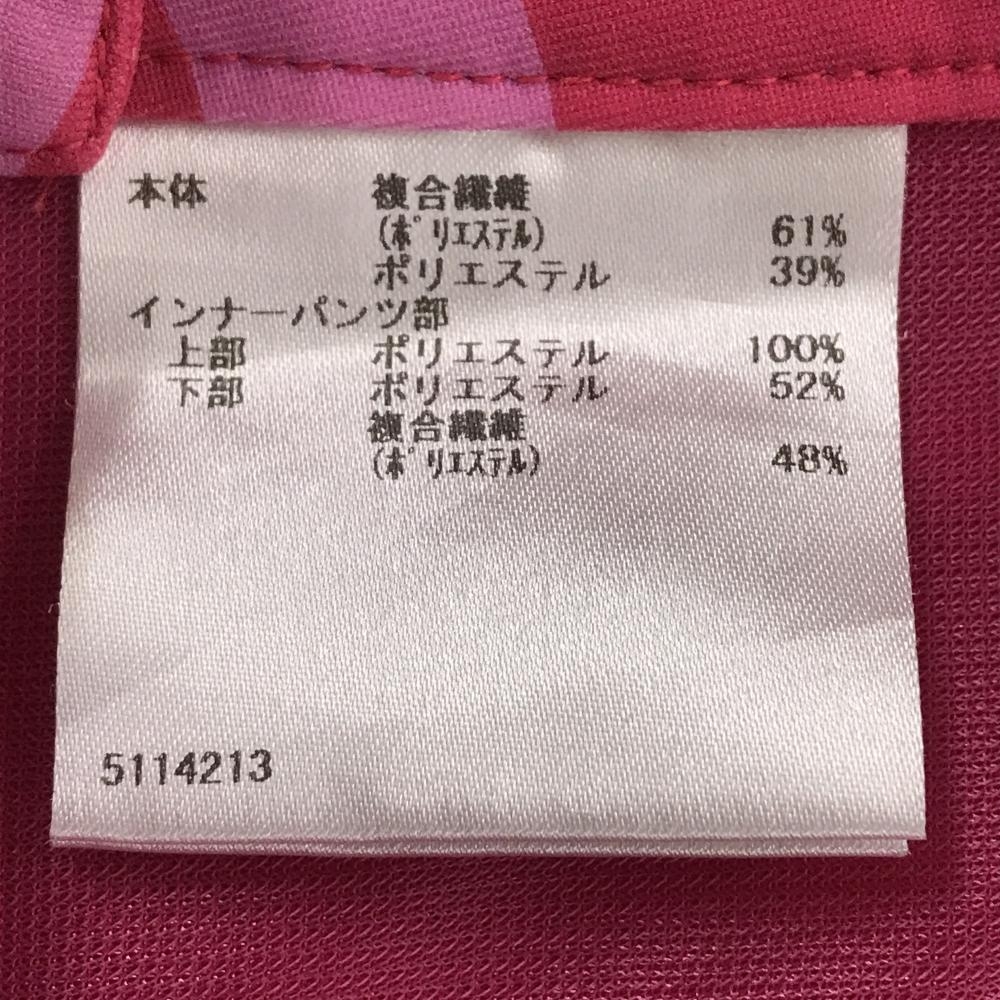 本体 複合繊維
(ポリエステル) 61%
ポリエステル 39%
インナーパンツ部
上部 ポリエステル 100%
下部 ポリエステル 52%
複合繊維
(ポリエステル) 48%
5114213